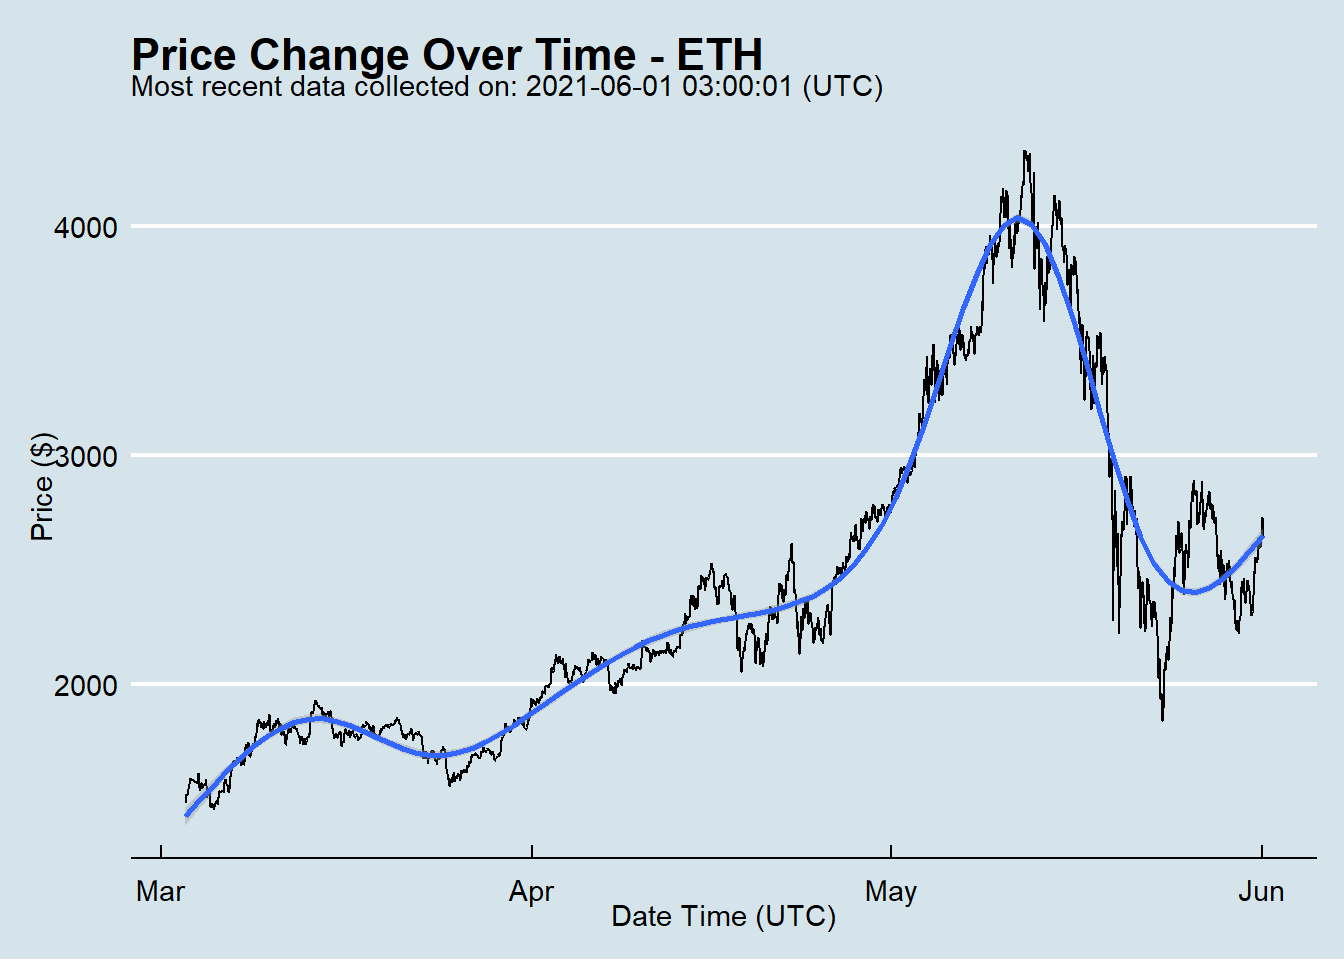 Price Change Over Time - ETH
Most recent data collected on: 2021-06-01 03:00:01 (UTC)
4000
3000
2000
Price ($)
Mar
Apr
May
Jun
Date Time (UTC)